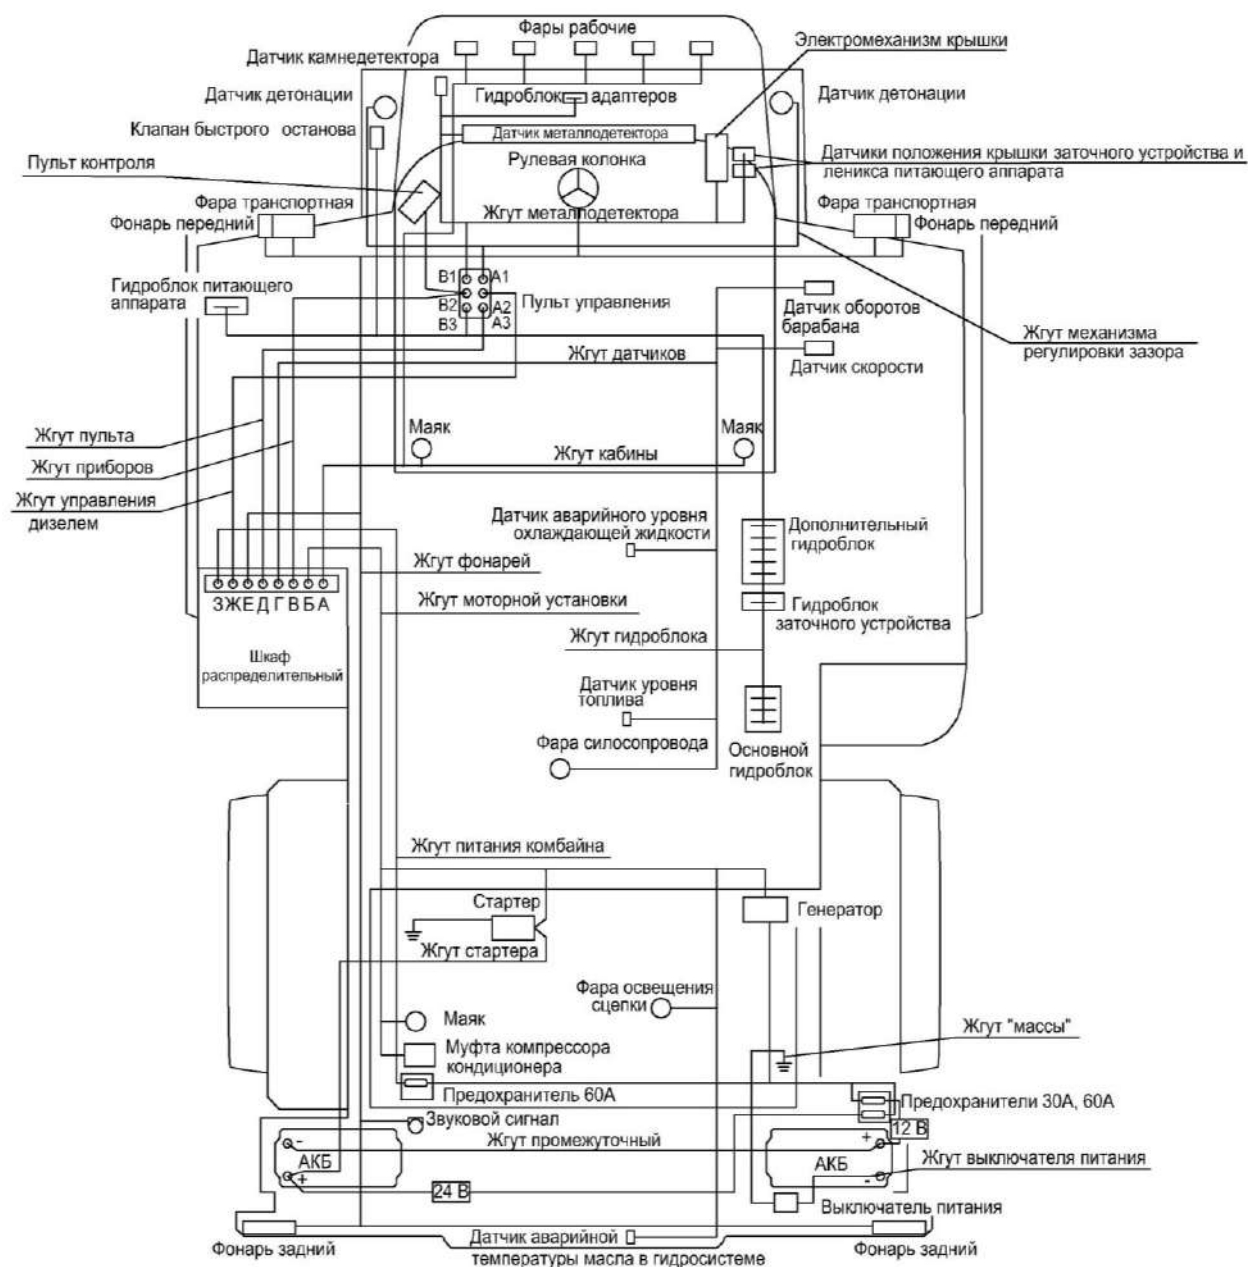 Фары рабочие
Электромеханизм крышки
Датчик камнедетектора
Гидроблок адаптеров
Датчик детонации
Датчик детонации
Клапан быстрого останова
Датчик металлодетектора
Пульт контроля
Рулевая колонка
Датчики положения крышки заточного устройства и
леникса питающего аппарата
Фара транспортная
Жгут металлодетектора
Фара транспортная
Фонарь передний
Фонарь передний
Гидроблок питающего
аппарата
В1
А1
В2
А2
В3
А3
Пульт управления
Датчик оборотов
барабана
Жгут механизма
регулировки зазора
Жгут датчиков
Датчик скорости
Жгут пульта
Маяк
Маяк
Жгут приборов
Жгут кабины
Жгут управления
дизелем
Датчик аварийного уровня
охлаждающей жидкости
Дополнительный
гидроблок
Жгут фонарей
З Ж Е Д Г В Б А
Жгут моторной установки
Гидроблок
заточного устройства
Жгут гидроблока
Шкаф
распределительный
Датчик уровня
топлива
Фара силосопровода
Основной
гидроблок
Жгут питания комбайна
Стартер
Генератор
Жгут стартера
Фара освещения
сцепки
Маяк
Жгут "массы"
Муфта компрессора
кондиционера
Предохранитель 60А
Предохранители 30А, 60А
Звуковой сигнал
12 В
Жгут промежуточный
-
АКБ
+
+
АКБ
-
Жгут выключателя питания
24 В
Выключатель питания
Фонарь задний
Датчик аварийной
температуры масла в гидросистеме
Фонарь задний